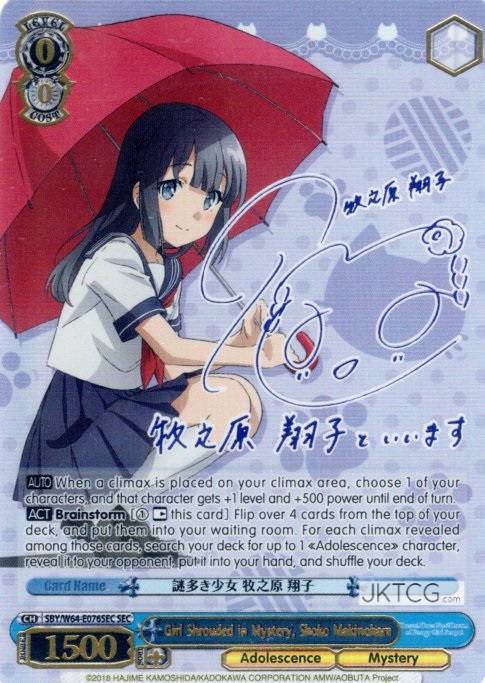 LEVEL
0
0
COST
牧之原 翔子
牧之原 翔子といいます
AUTO When a climax is placed on your climax area, choose 1 of your
characters, and that character gets +1 level and +500 power until end of turn.
ACT Brainstorm [① this card] Flip over 4 cards from the top of your
deck, and put them into your waiting room. For each climax revealed
among those cards, search your deck for up to 1 «Adolescence» character,
reveal it to your opponent, put it into your hand, and shuffle your deck.
Card Name
謎多き少女 牧之原 翔子
JKTCG.com
CH SBY/W64-E076SEC SEC
Girl Shrouded in Mystery, Shoko Makinohara
POWER
1500
Adolescence Mystery
©2018 HAJIME KAMOSHIDA/KADOKAWA CORPORATION AMW/AOBUTA Project